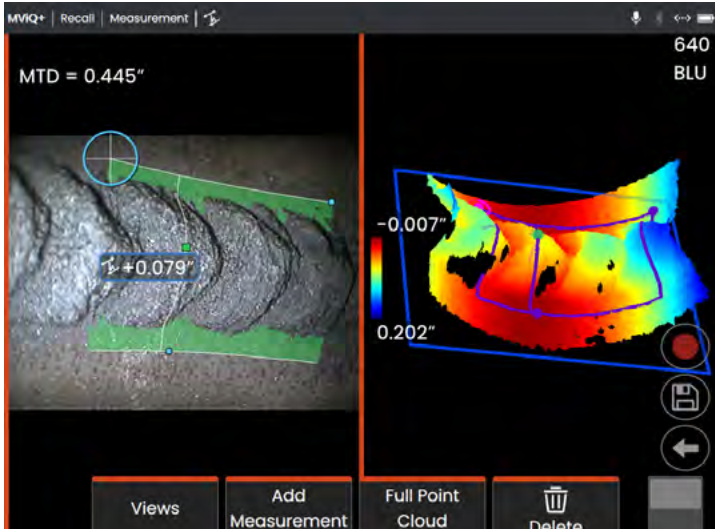 MViQ+ | Recall | Measurement |
640
BLU
MTD = 0.445"
+0.079"
-0.007"
0.202"
Views
Add
Measurement
Full Point
Cloud
Delete